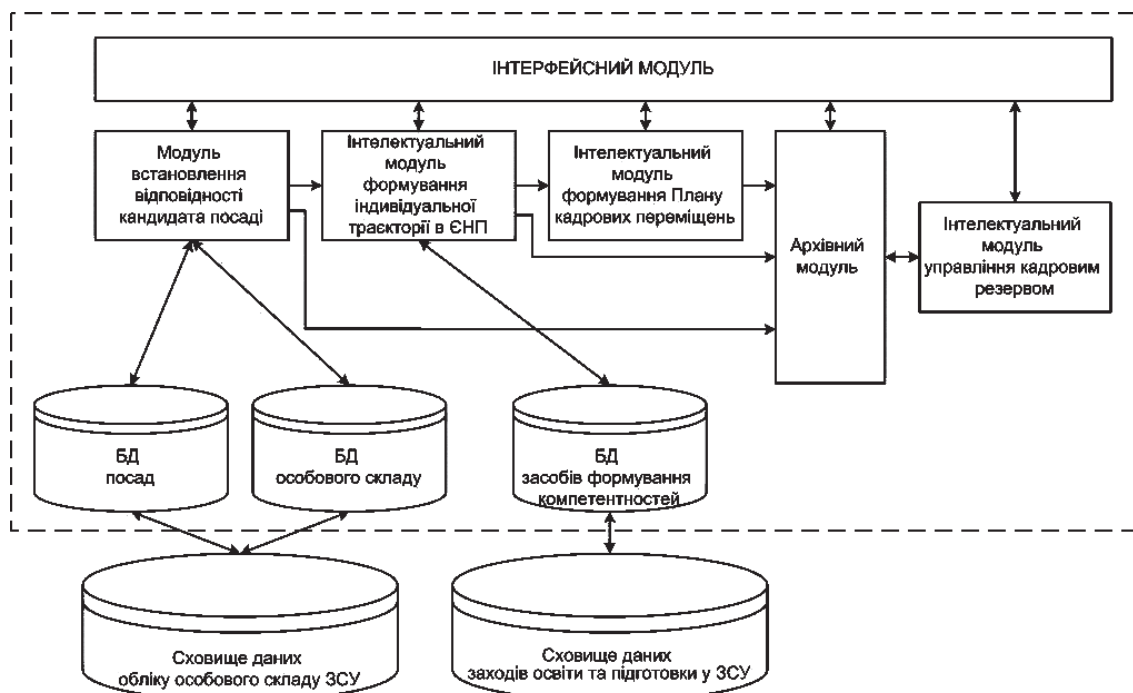 ІНТЕРФЕЙСНИЙ МОДУЛЬ
Модуль
встановлення
відповідності
кандидата посаді
Інтелектуальний
модуль
формування
індивідуальної
траєкторії в ЄНП
Інтелектуальний
модуль
формування Плану
кадрових переміщень
Архівний
модуль
Інтелектуальний
модуль
управління кадровим
резервом
БД
посад
БД
особового складу
БД
засобів формування
компетентностей
Сховище даних
обліку особового складу ЗСУ
Сховище даних
заходів освіти та підготовки у ЗСУ